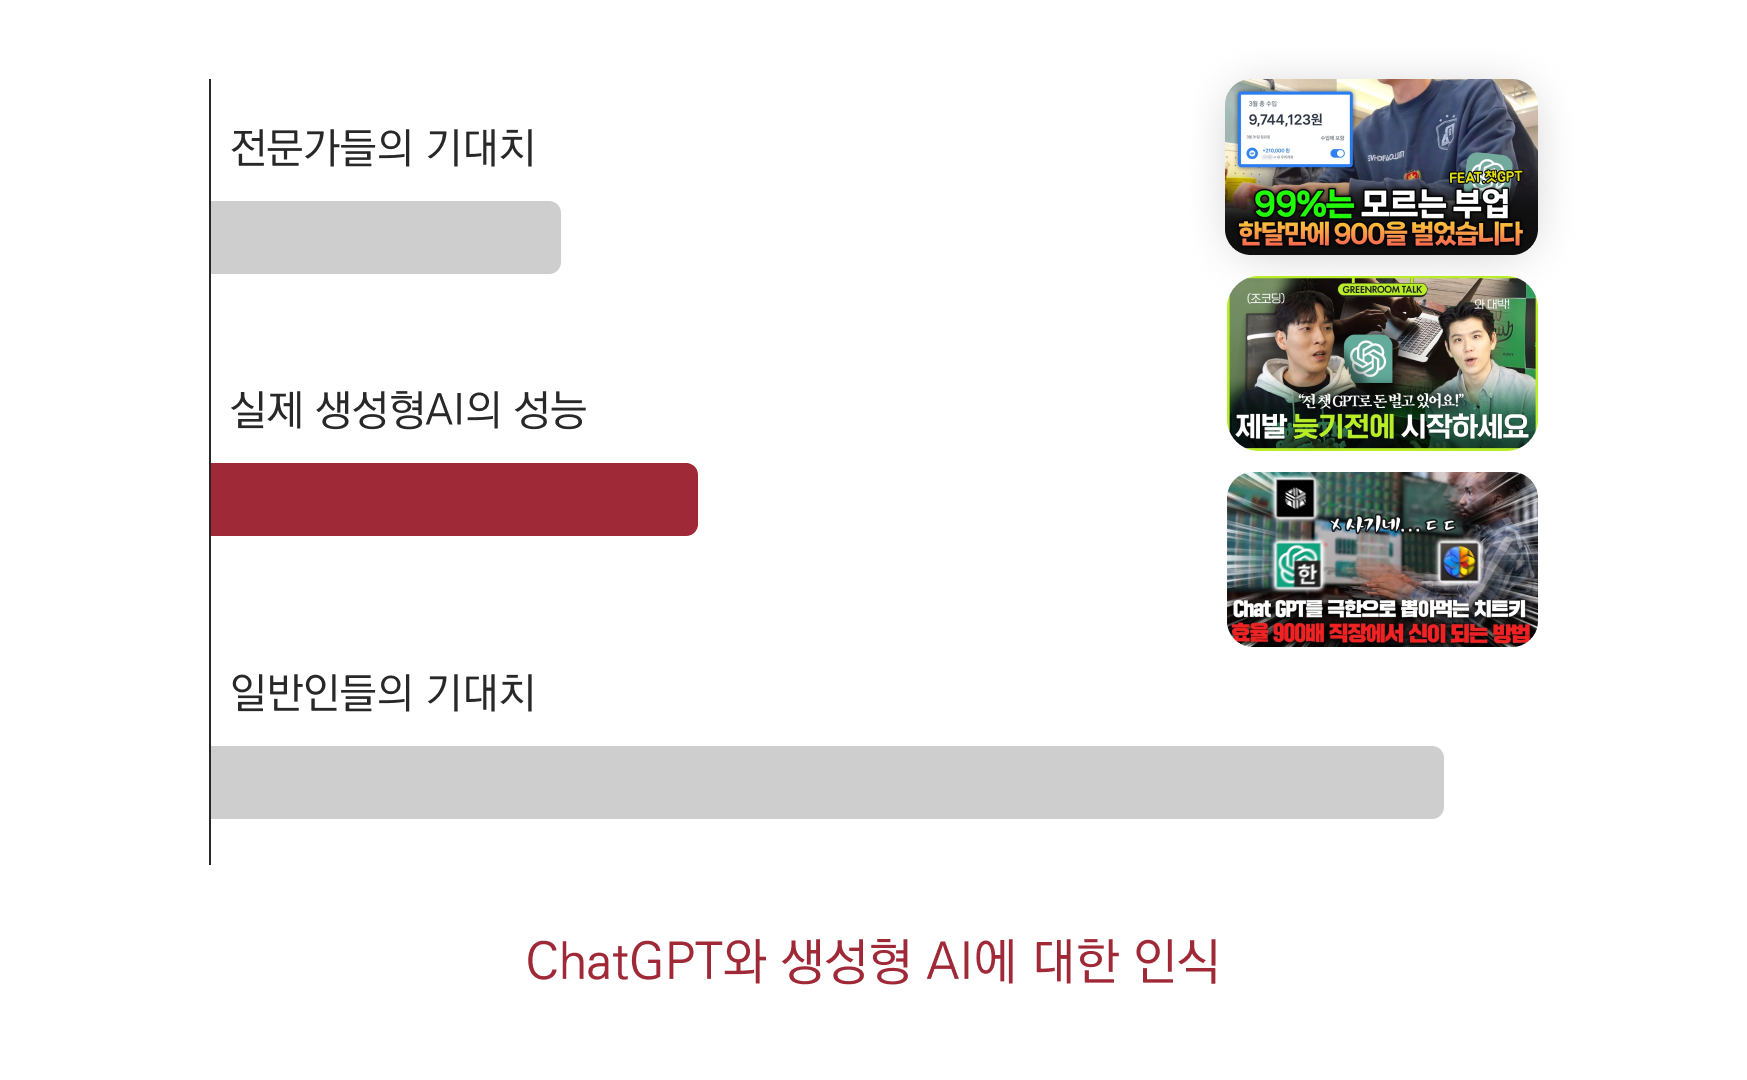 전문가들의 기대치
실제 생성형AI의 성능
일반인들의 기대치
3월 총 수입
9,744,123원
수입에 포함
+210,000 원
FEAT.챗GPT
99%는 모르는 부업
한달만에 900을 벌었습니다
GREENROOM TALK
(조코딩)
와 대박!
“전 챗GPT로 돈 벌고 있어요!”
제발 늦기전에 시작하세요
X 사기네...ㄷㄷ
한
Chat GPT를 극한으로 뽑아먹는 치트키
효율 900배 직장에서 신이 되는 방법
ChatGPT와 생성형 AI에 대한 인식